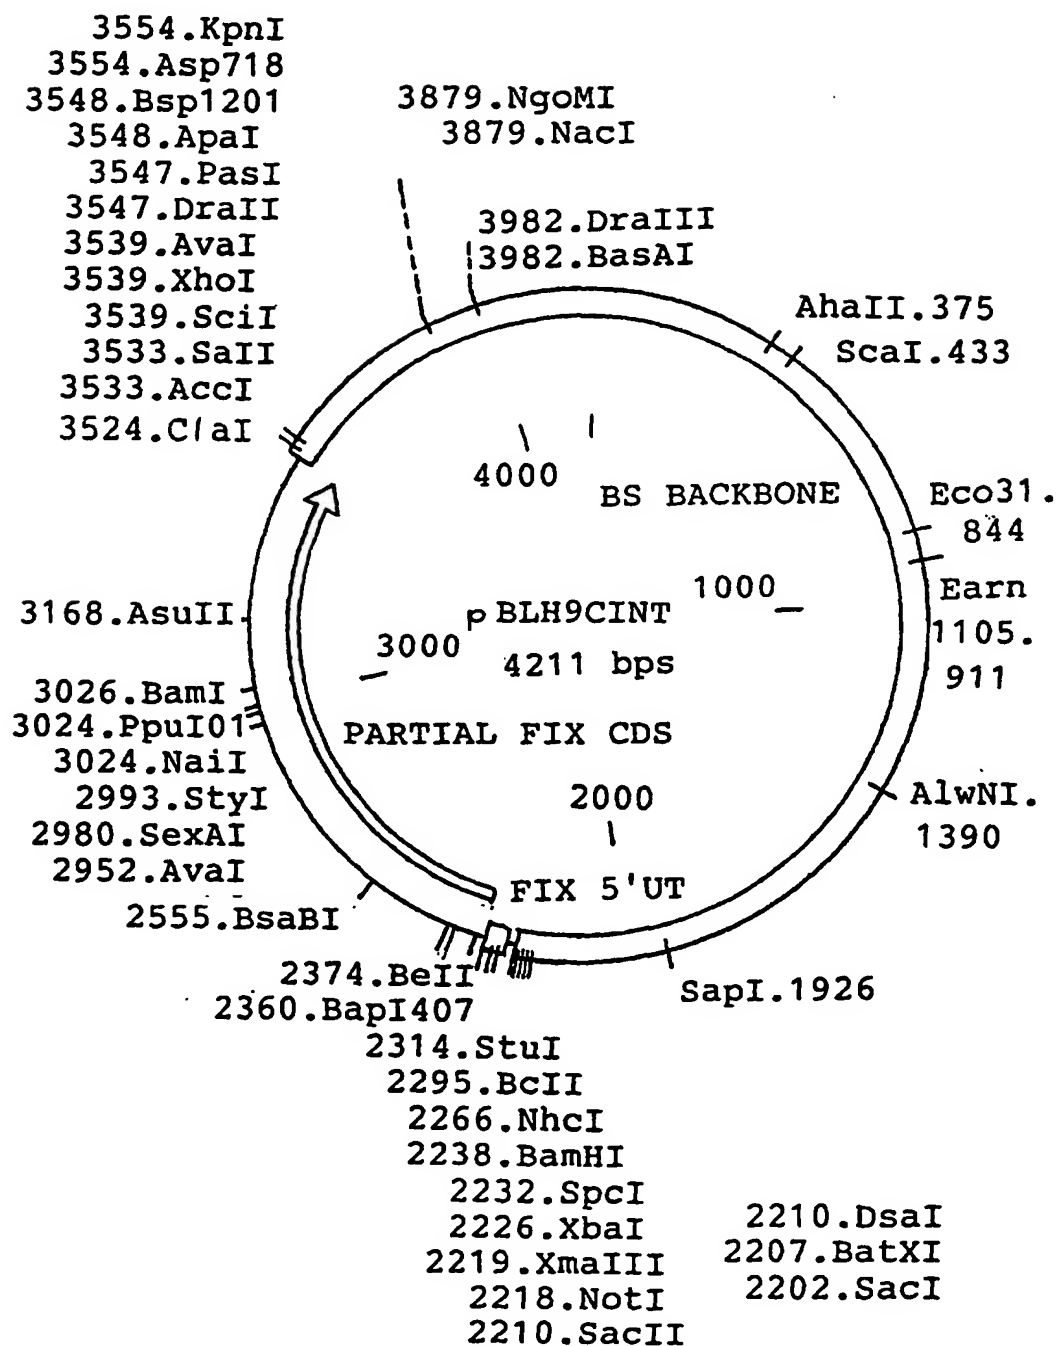 3554.KpnI
3554.Asp718
3548.Bsp1201
3548.ApaI
3547.PasI
3547.DraII
3539.AvaI
3539.XhoI
3539.SciI
3533.SaII
3533.AccI
3524.ClaI
3879.NgoMI
3879.NacI
3982.DraIII
3982.BasAI
AhaII.375
ScaI.433
4000
BS BACKBONE
Eco31.
844
1000
Earn
1105.
911
3168.AsuII
pBLH9CINT
3000
4211 bps
3026.BamI
3024.PpuI01
3024.NaiI
2993.StyI
2980.SexAI
2952.AvaI
PARTIAL FIX CDS
2000
AlwNI.
1390
2555.BsaBI
FIX 5'UT
SapI.1926
2374.BeII
2360.BapI407
2314.StuI
2295.BcII
2266.NhcI
2238.BamHI
2232.SpcI
2226.XbaI
2219.XmaIII
2218.NotI
2210.SacII
2210.DsaI
2207.BatXI
2202.SacI